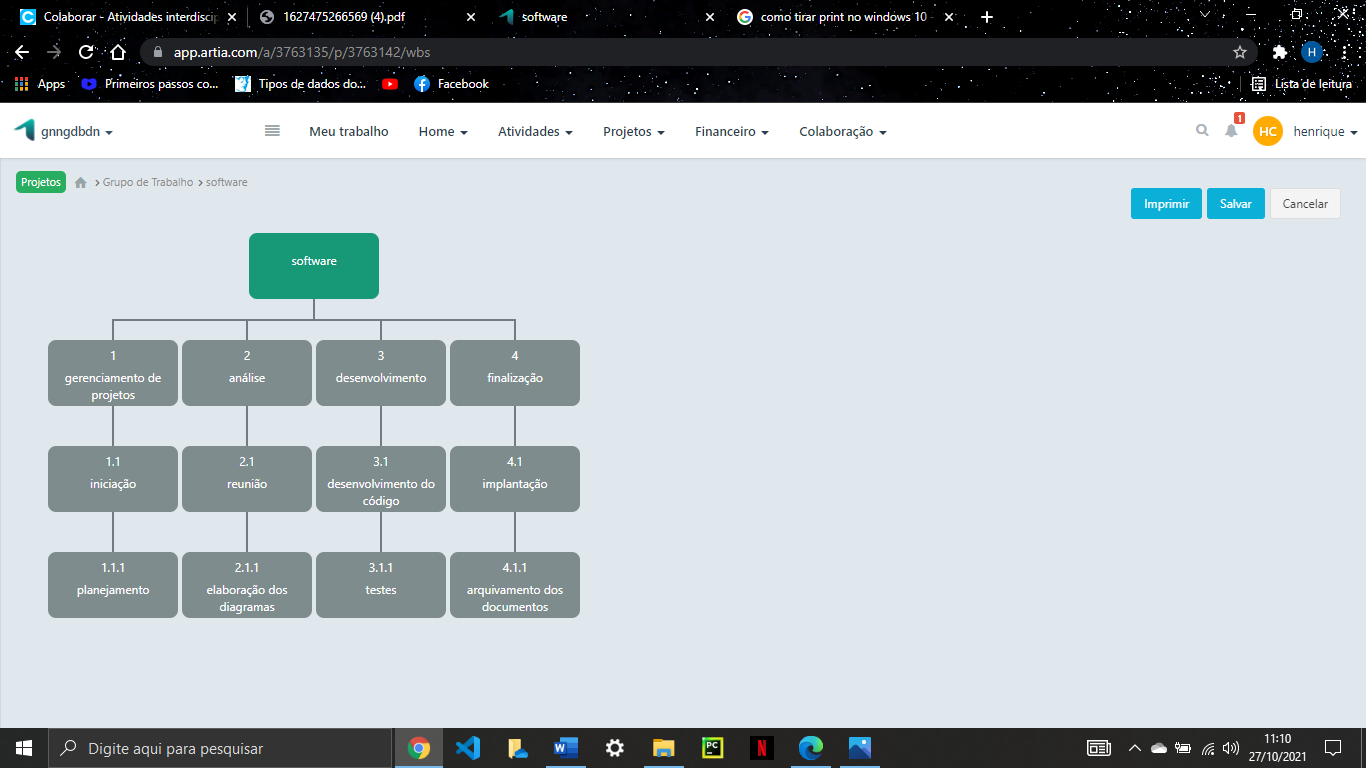 Colaborar - Atividades interdiscip
1627475266569 (4).pdf
software
como tirar print no windows 10 -
app.artia.com/a/3763135/p/3763142/wbs
H
Apps
Primeiros passos co...
Tipos de dados do...
Facebook
Lista de leitura
gnngdbdn
Meu trabalho
Home
Atividades
Projetos
Financeiro
Colaboração
1
HC
henrique
Projetos
Grupo de Trabalho
software
Imprimir
Salvar
Cancelar
software
1
gerenciamento de
projetos
2
análise
3
desenvolvimento
4
finalização
1.1
iniciação
2.1
reunião
3.1
desenvolvimento do
código
4.1
implantação
1.1.1
planejamento
2.1.1
elaboração dos
diagramas
3.1.1
testes
4.1.1
arquivamento dos
documentos
Digite aqui para pesquisar
PC
N
11:10
27/10/2021